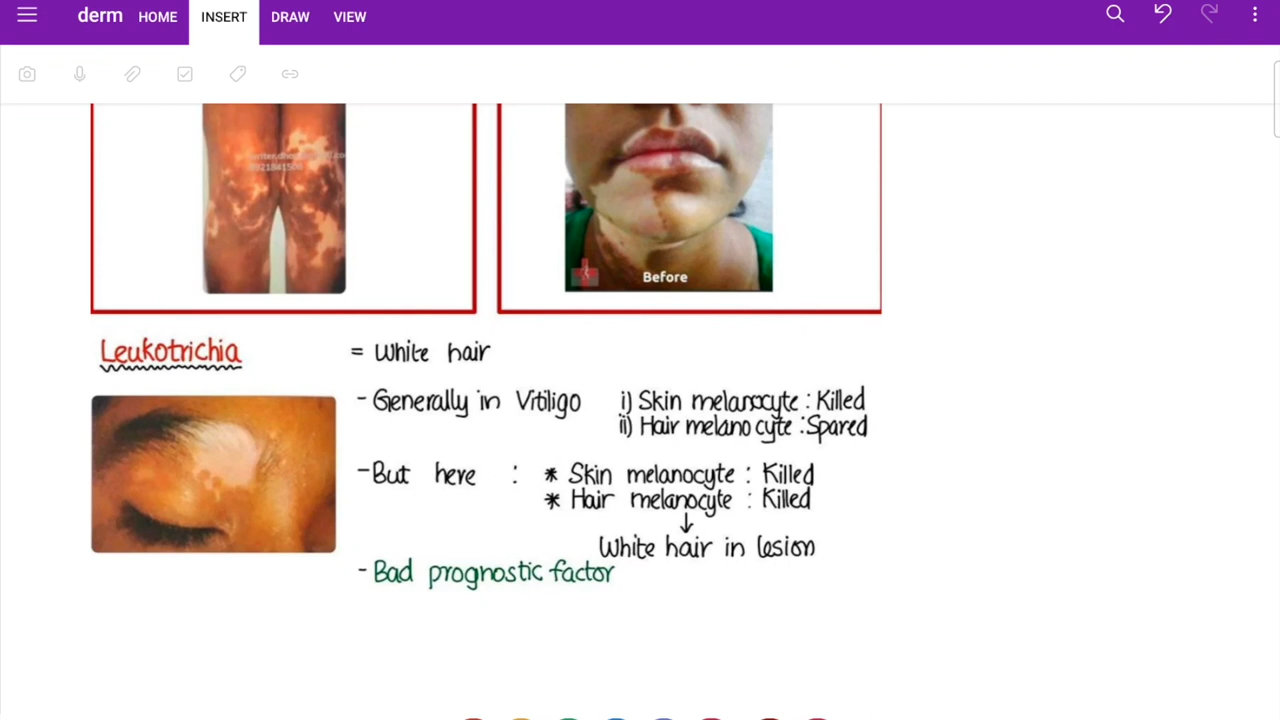 derm HOME INSERT DRAW VIEW
Before
Leukotrichia = White hair
- Generally in Vitiligo i) Skin melanocyte : Killed
ii) Hair melanocyte : Spared
- But here : * Skin melanocyte : Killed
* Hair melanocyte : Killed
↓
White hair in lesion
- Bad prognostic factor